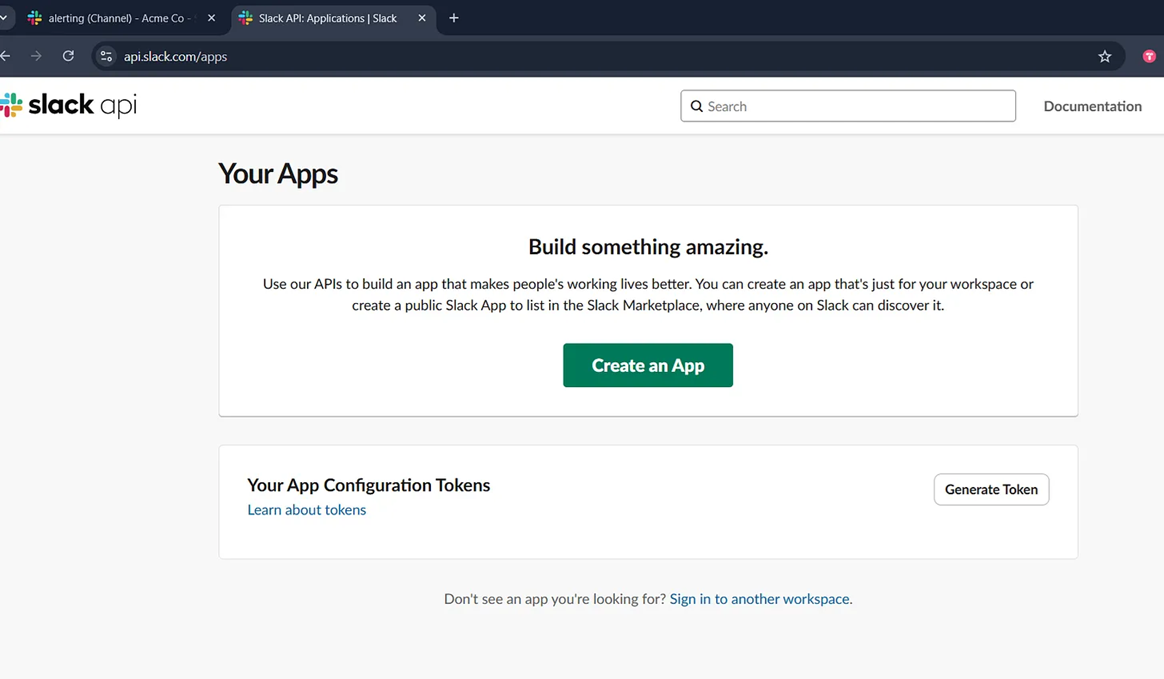 alerting (Channel) - Acme Co -
Slack API: Applications | Slack
api.slack.com/apps
slack api
Search
Documentation
Your Apps
Build something amazing.
Use our APIs to build an app that makes people's working lives better. You can create an app that's just for your workspace or
create a public Slack App to list in the Slack Marketplace, where anyone on Slack can discover it.
Create an App
Your App Configuration Tokens
Generate Token
Learn about tokens
Don't see an app you're looking for? Sign in to another workspace.